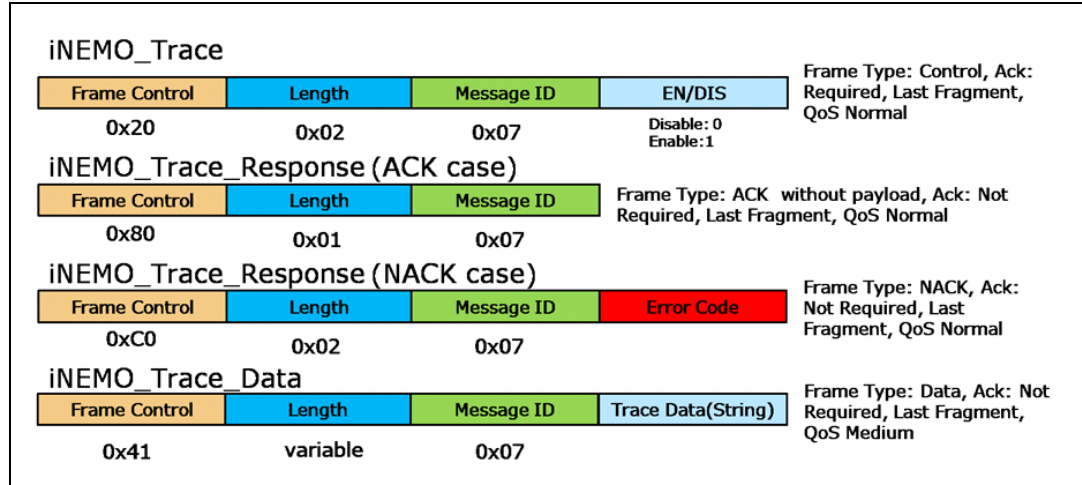 iNEMO_Trace
Frame Control Length Message ID EN/DIS
0x20 0x02 0x07 Disable: 0
Enable:1
Frame Type: Control, Ack:
Required, Last Fragment,
QoS Normal
iNEMO_Trace_Response (ACK case)
Frame Control Length Message ID
0x80 0x01 0x07
Frame Type: ACK without payload, Ack: Not
Required, Last Fragment, QoS Normal
iNEMO_Trace_Response (NACK case)
Frame Control Length Message ID Error Code
0xC0 0x02 0x07
Frame Type: NACK, Ack:
Not Required, Last
Fragment, QoS Normal
iNEMO_Trace_Data
Frame Control Length Message ID Trace Data(String)
0x41 variable 0x07
Frame Type: Data, Ack: Not
Required, Last Fragment,
QoS Medium